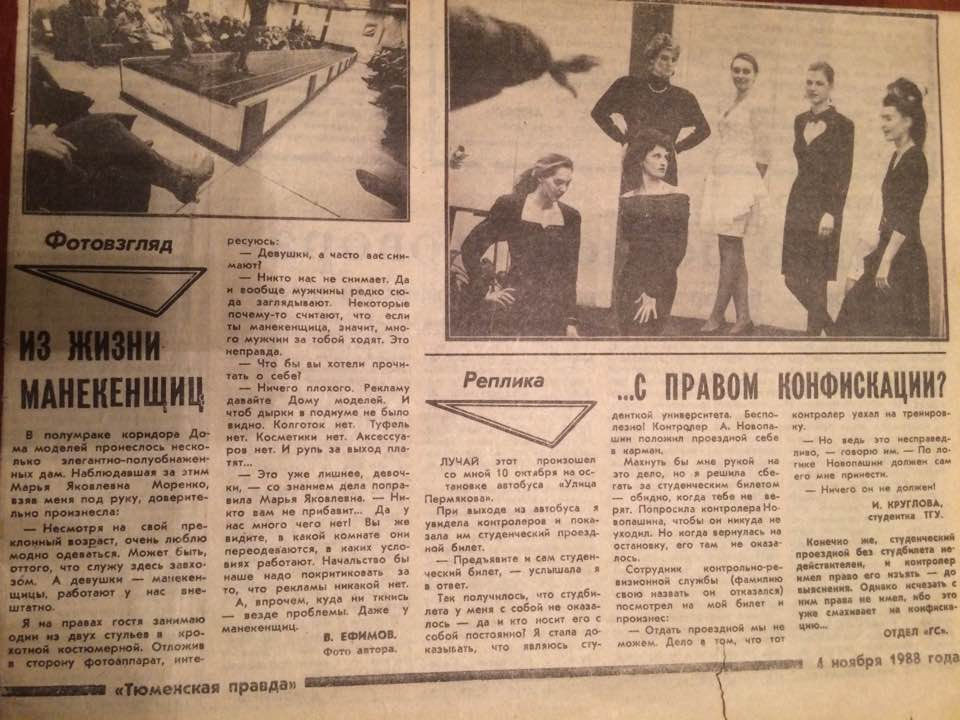 Фотовзгляд
ИЗ ЖИЗНИ
МАНЕКЕНЩИЦ
В полумраке коридора До-
ма моделей пронеслось несколь-
ко элегантно-полуобнажен-
ных дам. Наблюдавшая за этим
Марья Яковлевна Моренко,
взяв меня под руку, доверитель-
но произнесла:
— Несмотря на свой пре-
клонный возраст, очень люблю
модно одеваться. Может быть,
оттого, что служу здесь завхо-
зом. А девушки — манекен-
щицы, работают у нас вне-
штатно.
Я на правах гостя занимаю
один из двух стульев в кро-
хотной костюмерной. Отложив
в сторону фотоаппарат, инте-
ресуюсь:
— Девушки, а часто вас сни-
мают?
— Никто нас не снимает. Да
и вообще мужчины редко сю-
да заглядывают. Некоторые
почему-то считают, что если
ты манекенщица, значит, мно-
го мужчин за тобой ходят. Это
неправда.
— Что бы вы хотели прочи-
тать о себе?
— Ничего плохого. Рекламу
давайте Дому моделей. И
чтоб дырки в подиуме не было
видно. Колготок нет. Туфель
нет. Косметики нет. Аксессуа-
ров нет. И рупь за выход пла-
тят...
— Это уже лишнее, девоч-
ки, — со знанием дела попра-
вила Марья Яковлевна. — Ни-
кто вам не прибавит... Да у
нас много чего нет! Вы же
видите, в какой комнате они
переодеваются, в каких усло-
виях работают. Начальство бы
наше надо покритиковать за
то, что рекламы никакой нет.
А, впрочем, куда ни ткнись
— везде проблемы. Даже у
манекенщиц.
В. ЕФИМОВ.
Фото автора.
Реплика
...С ПРАВОМ КОНФИСКАЦИИ?
ЛУЧАЙ этот произошел
со мной 10 октября на ос-
тановке автобуса «Улица
Пермякова».
При выходе из автобуса я
увидела контролеров и пока-
зала им студенческий проезд-
ной билет.
— Предъявите и сам студен-
ческий билет, — услышала я
в ответ.
Так получилось, что студби-
лета у меня с собой не оказа-
лось — да и кто носит его с
собой постоянно? Я стала до-
казывать, что являюсь сту-
денткой университета. Беспо-
лезно! Контролер А. Новопа-
шин положил проездной себе
в карман.
Махнуть бы мне рукой на
это дело, но я решила сбе-
гать за студенческим билетом
— обидно, когда тебе не ве-
рят. Попросила контролера Но-
вопашина, чтобы он никуда не
уходил. Но когда вернулась на
остановку, его там не оказа-
лось.
Сотрудник контрольно-ре-
визионной службы (фамилию
свою назвать он отказался)
посмотрел на мой билет и
произнес:
— Отдать проездной мы не
можем. Дело в том, что тот
контролер уехал на трениров-
ку.
— Но ведь это несправед-
ливо, — говорю им. — По ло-
гике Новопашин должен сам
его мне принести.
— Ничего он не должен!
И. КРУГЛОВА,
студентка ТГУ.
Конечно же, студенческий
проездной без студбилета не-
действителен, и контролер
имел право его изъять — до
выяснения. Однако исчезать с
ним права не имел, ибо это
уже смахивает на конфиска-
цию...
ОТДЕЛ «ГС».
«Тюменская правда»
4 ноября 1988 года